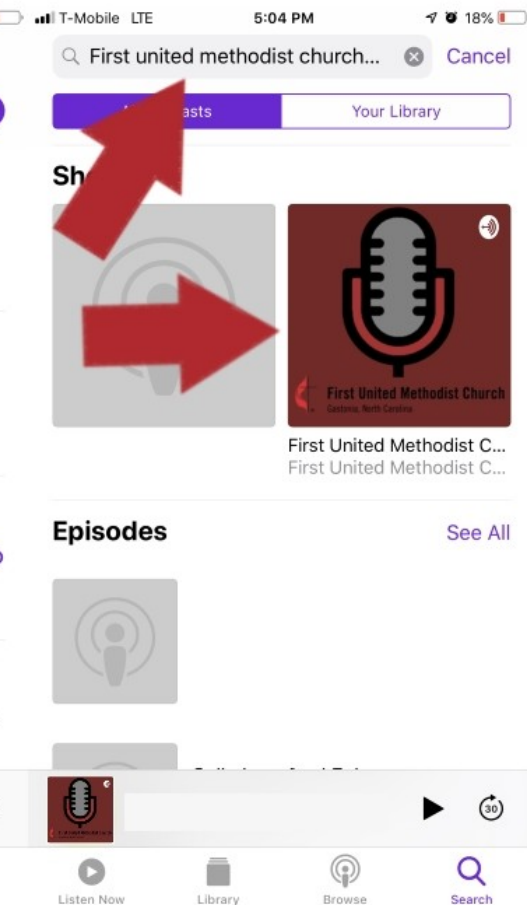 T-Mobile LTE 5:04 PM 18%
First united methodist church... Cancel
Your Library
First United Methodist Church
Gastonia, North Carolina
First United Methodist C...
First United Methodist C...
Episodes See All
30
Listen Now Library Browse Search